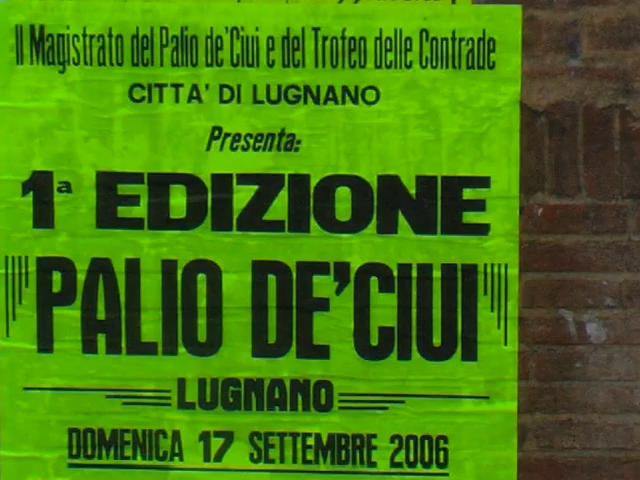 Il Magistrato del Palio de'Ciui e del Trofeo delle Contrade
CITTA' DI LUGNANO
Presenta:
1ª EDIZIONE
PALIO DE'CIUI
LUGNANO
DOMENICA 17 SETTEMBRE 2006